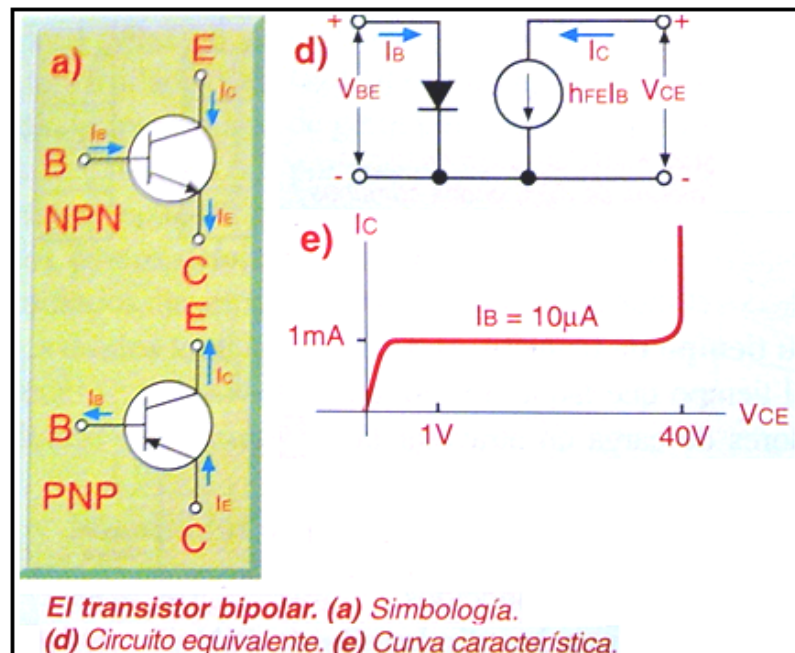 a)
E
IC
IB
B
NPN
IE
C
E
IC
IB
B
PNP
IE
C
d)
+
IB
IC
+
VBE
hFEIB
VCE
-
-
e)
IC
IB = 10µA
1mA
1V
40V
VCE
El transistor bipolar. (a) Simbología.
(d) Circuito equivalente. (e) Curva característica.